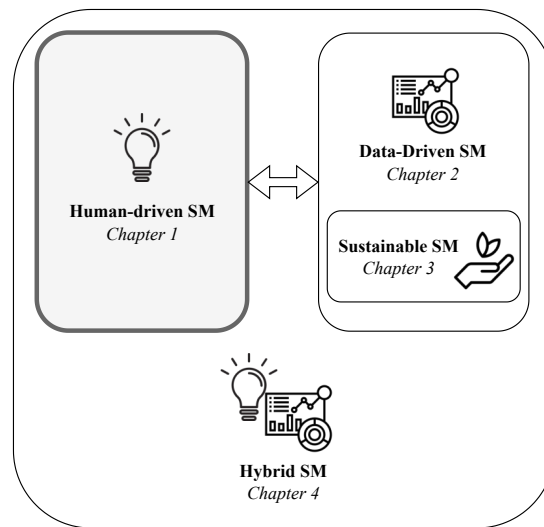 Human-driven SM
Chapter 1
Data-Driven SM
Chapter 2
Sustainable SM
Chapter 3
Hybrid SM
Chapter 4